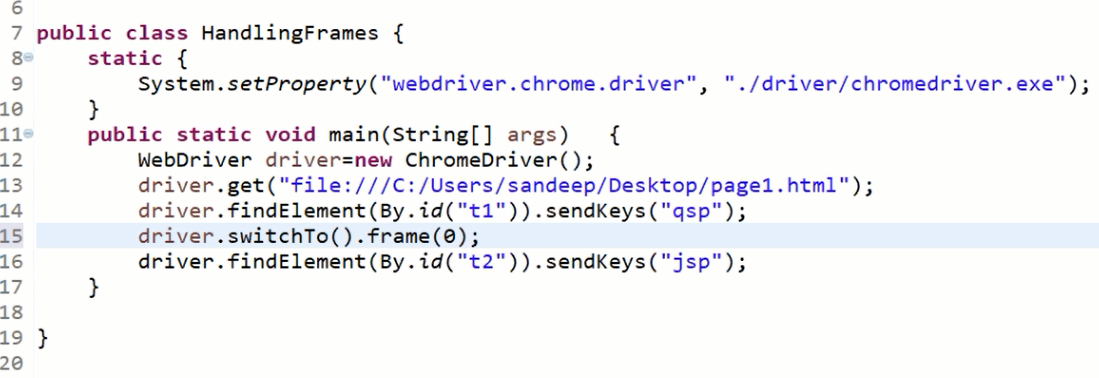 6
7 public class HandlingFrames {
8 static {
9 System.setProperty("webdriver.chrome.driver", "./driver/chromedriver.exe");
10 }
11 public static void main(String[] args)   {
12 WebDriver driver=new ChromeDriver();
13 driver.get("file:///C:/Users/sandeep/Desktop/page1.html");
14 driver.findElement(By.id("t1")).sendKeys("qsp");
15 driver.switchTo().frame(0);
16 driver.findElement(By.id("t2")).sendKeys("jsp");
17 }
18
19 }
20